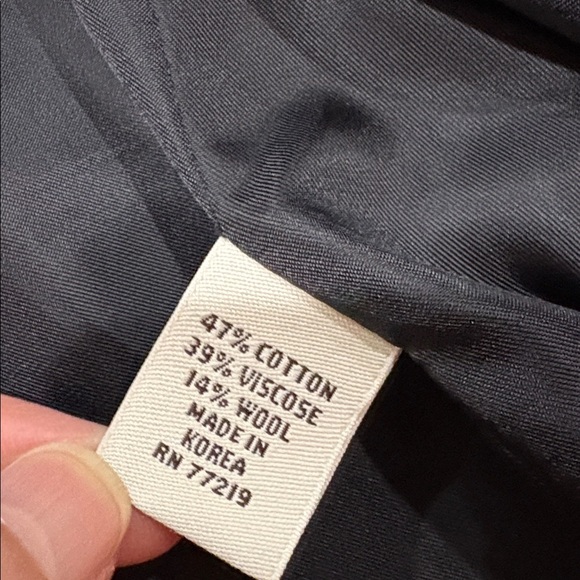 47% COTTON
39% VISCOSE
14% WOOL
MADE IN
KOREA
RN 77219